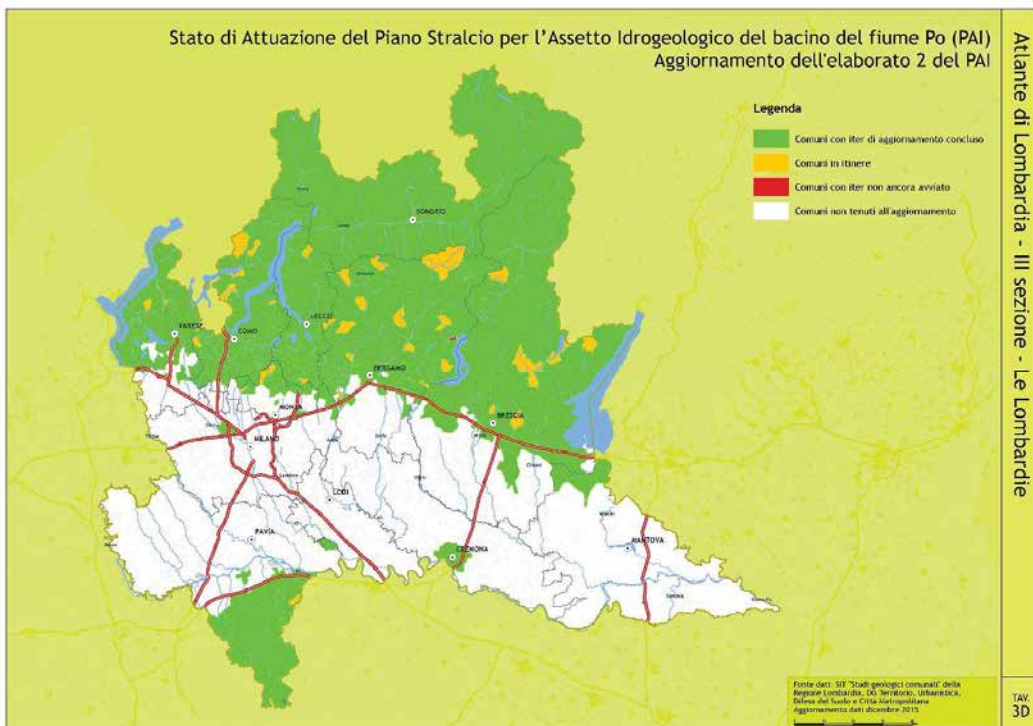 Stato di Attuazione del Piano Stralcio per l'Assetto Idrogeologico del bacino del fiume Po (PAI)
Aggiornamento dell'elaborato 2 del PAI
Legenda
Comuni con iter di aggiornamento concluso
Comuni in itinere
Comuni con iter non ancora avviato
Comuni non tenuti all'aggiornamento
SONDRIO
LECCO
VARESE
COMO
BERGAMO
BRESCIA
MONZA
MILANO
LODI
PAVIA
CREMONA
MANTOVA
Fonte dati: SIT "Studi geologici comunali" della
Regione Lombardia, DG Territorio, Urbanistica,
Difesa del Suolo e Città Metropolitana
Aggiornamento dati dicembre 2015
Atlante di Lombardia - III sezione - Le Lombardie
TAV.
3D